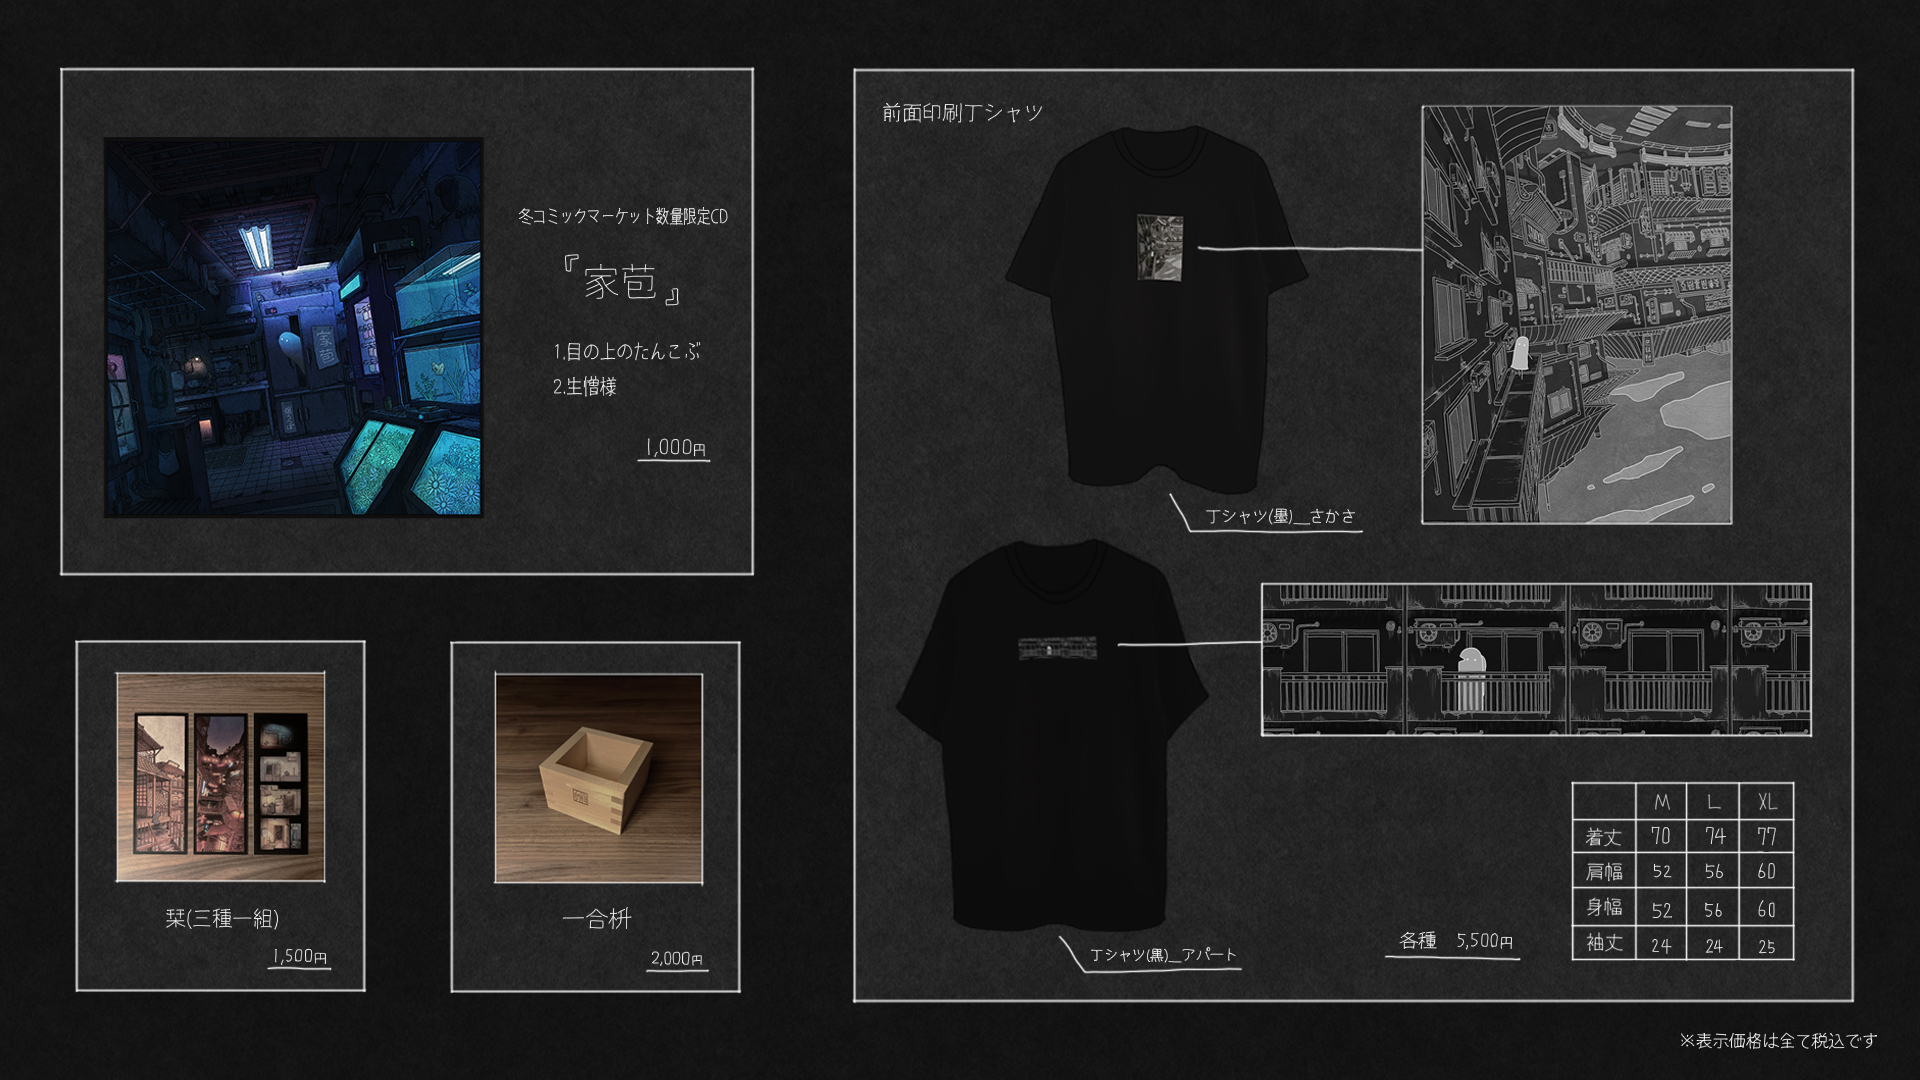 冬コミックマーケット数量限定CD
『家苞』
1.目の上のたんこぶ
2.生僧様
1,000円
栞(三種一組)
1,500円
一合枡
2,000円
前面印刷Tシャツ
Tシャツ(墨)__さかさ
Tシャツ(黒)__アパート
各種 5,500円
M L XL
着丈 70 74 77
肩幅 52 56 60
身幅 52 56 60
袖丈 24 24 25
※表示価格は全て税込です